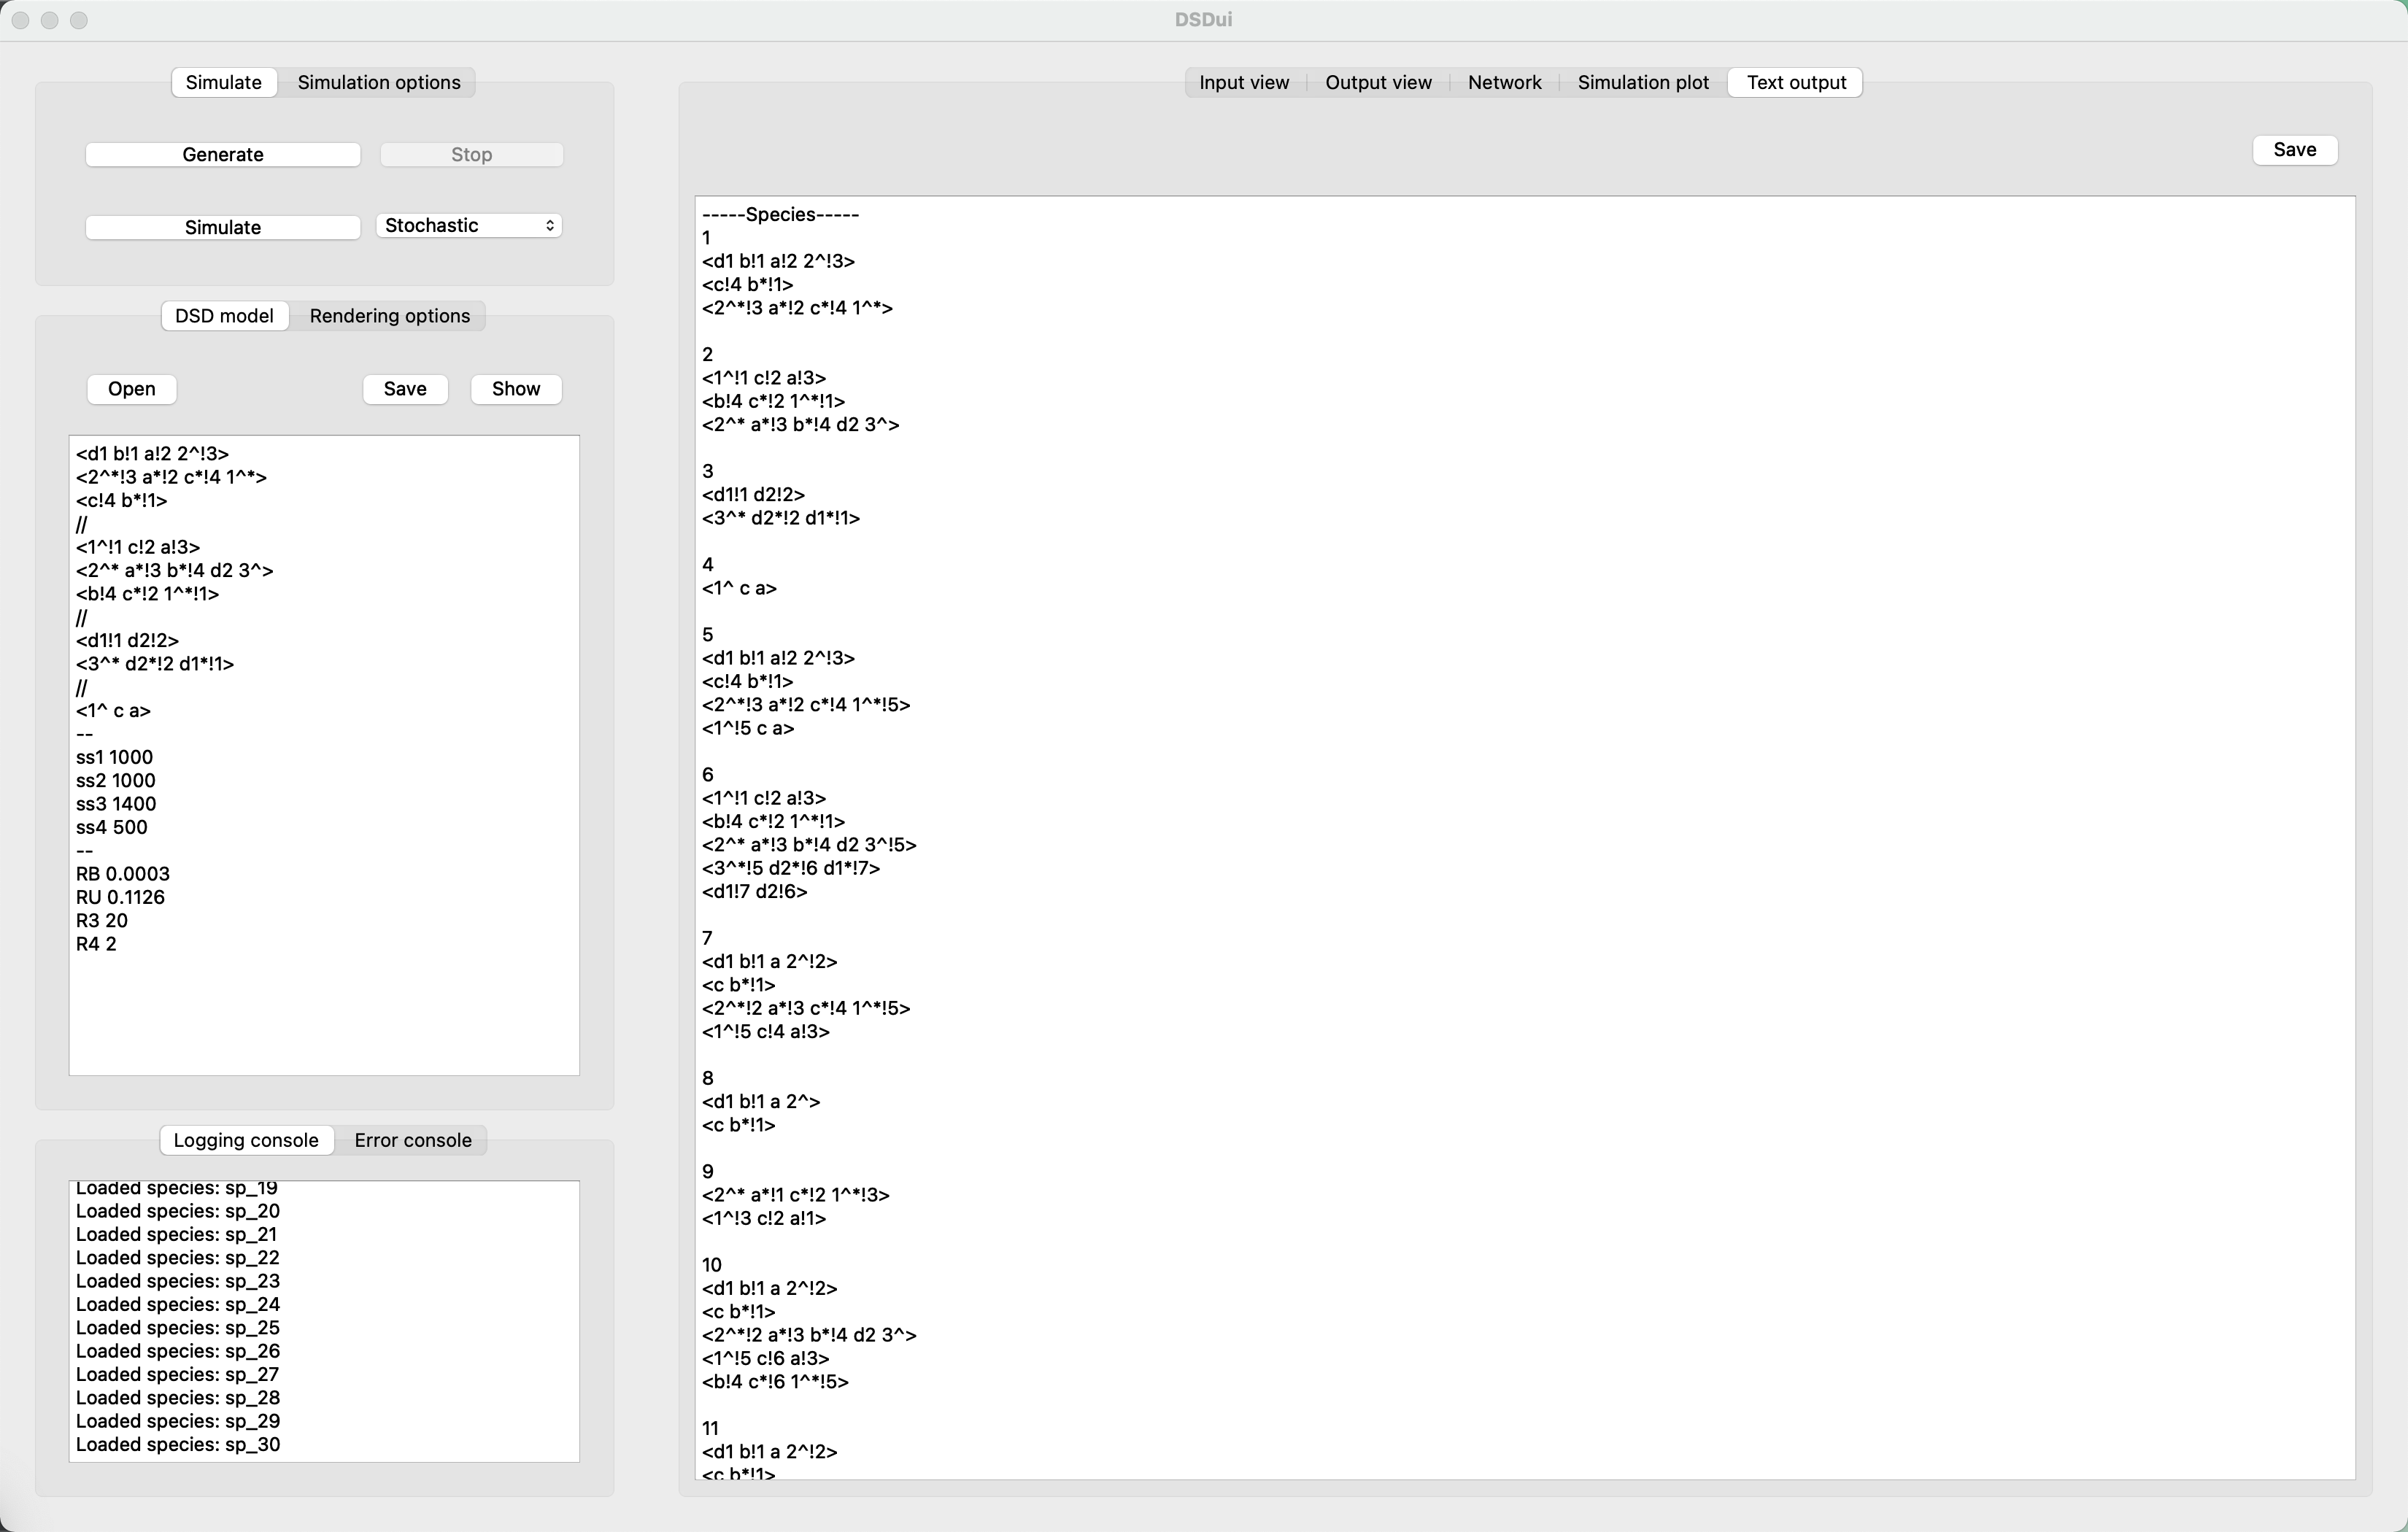 DSDui
Simulate
Simulation options
Generate
Stop
Simulate
Stochastic
DSD model
Rendering options
Open
Save
Show
<d1 b!1 a!2 2^!3>
<2^*!3 a*!2 c*!4 1^*>
<c!4 b*!1>
//
<1^!1 c!2 a!3>
<2^* a*!3 b*!4 d2 3^>
<b!4 c*!2 1^*!1>
//
<d1!1 d2!2>
<3^* d2*!2 d1*!1>
//
<1^ c a>
--
ss1 1000
ss2 1000
ss3 1400
ss4 500
--
RB 0.0003
RU 0.1126
R3 20
R4 2
Logging console
Error console
Loaded species: sp_19
Loaded species: sp_20
Loaded species: sp_21
Loaded species: sp_22
Loaded species: sp_23
Loaded species: sp_24
Loaded species: sp_25
Loaded species: sp_26
Loaded species: sp_27
Loaded species: sp_28
Loaded species: sp_29
Loaded species: sp_30
Input view
Output view
Network
Simulation plot
Text output
Save
-----Species-----
1
<d1 b!1 a!2 2^!3>
<c!4 b*!1>
<2^*!3 a*!2 c*!4 1^*>
2
<1^!1 c!2 a!3>
<b!4 c*!2 1^*!1>
<2^* a*!3 b*!4 d2 3^>
3
<d1!1 d2!2>
<3^* d2*!2 d1*!1>
4
<1^ c a>
5
<d1 b!1 a!2 2^!3>
<c!4 b*!1>
<2^*!3 a*!2 c*!4 1^*!5>
<1^!5 c a>
6
<1^!1 c!2 a!3>
<b!4 c*!2 1^*!1>
<2^* a*!3 b*!4 d2 3^!5>
<3^*!5 d2*!6 d1*!7>
<d1!7 d2!6>
7
<d1 b!1 a 2^!2>
<c b*!1>
<2^*!2 a*!3 c*!4 1^*!5>
<1^!5 c!4 a!3>
8
<d1 b!1 a 2^>
<c b*!1>
9
<2^* a*!1 c*!2 1^*!3>
<1^!3 c!2 a!1>
10
<d1 b!1 a 2^!2>
<c b*!1>
<2^*!2 a*!3 b*!4 d2 3^>
<1^!5 c!6 a!3>
<b!4 c*!6 1^*!5>
11
<d1 b!1 a 2^!2>
<c b*!1>